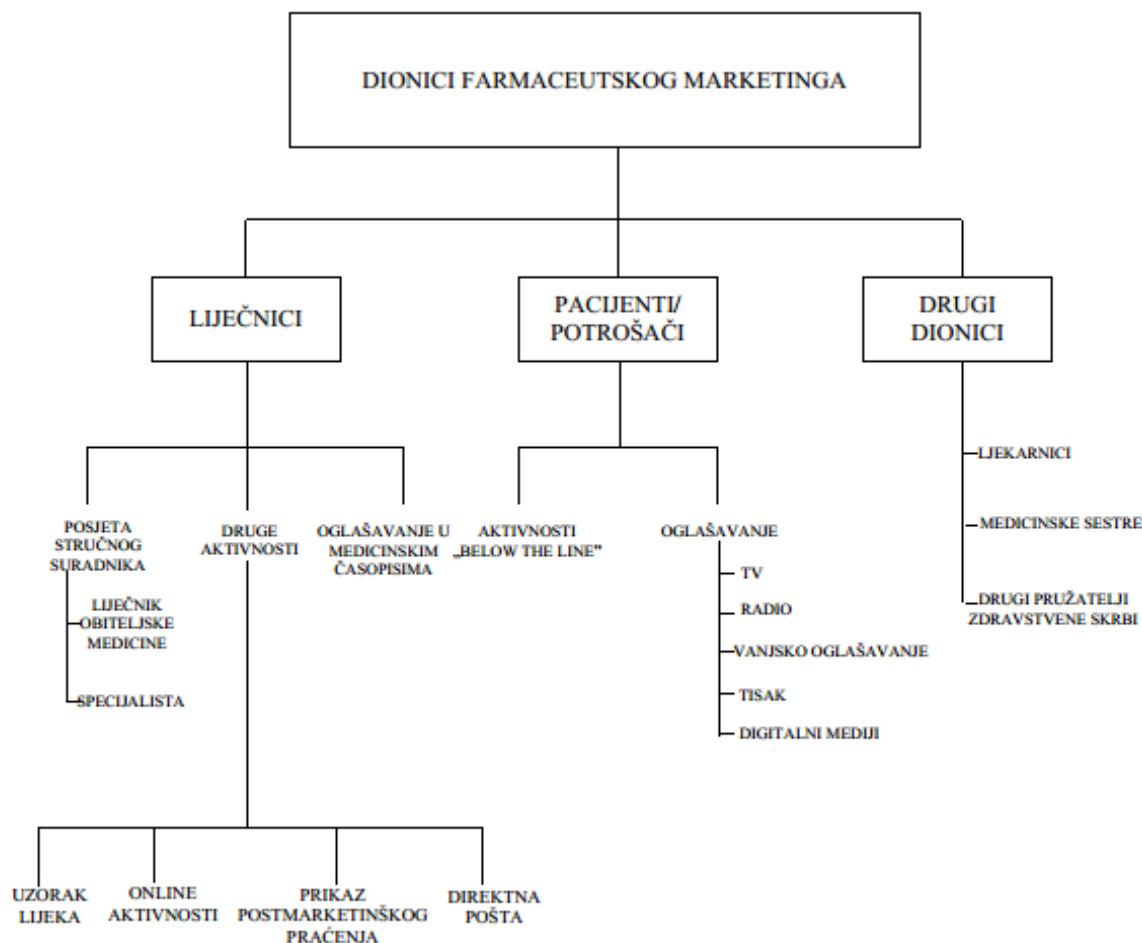 DIONICI FARMACEUTSKOG MARKETINGA
LIJEČNICI
PACIJENTI/
POTROŠAČI
DRUGI
DIONICI
POSJETA
STRUČNOG
SURADNIKA
LIJEČNIK
OBITELJSKE
MEDICINE
SPECIJALISTA
DRUGE
AKTIVNOSTI
OGLAŠAVANJE U
MEDICINSKIM
ČASOPISIMA
AKTIVNOSTI
„BELOW THE LINE”
OGLAŠAVANJE
TV
RADIO
VANJSKO OGLAŠAVANJE
TISAK
DIGITALNI MEDIJI
LJEKARNICI
MEDICINSKE SESTRE
DRUGI PRUŽATELJI
ZDRAVSTVENE SKRBI
UZORAK
LIJEKA
ONLINE
AKTIVNOSTI
PRIKAZ
POSTMARKETINŠKOG
PRAĆENJA
DIREKTNA
POŠTA